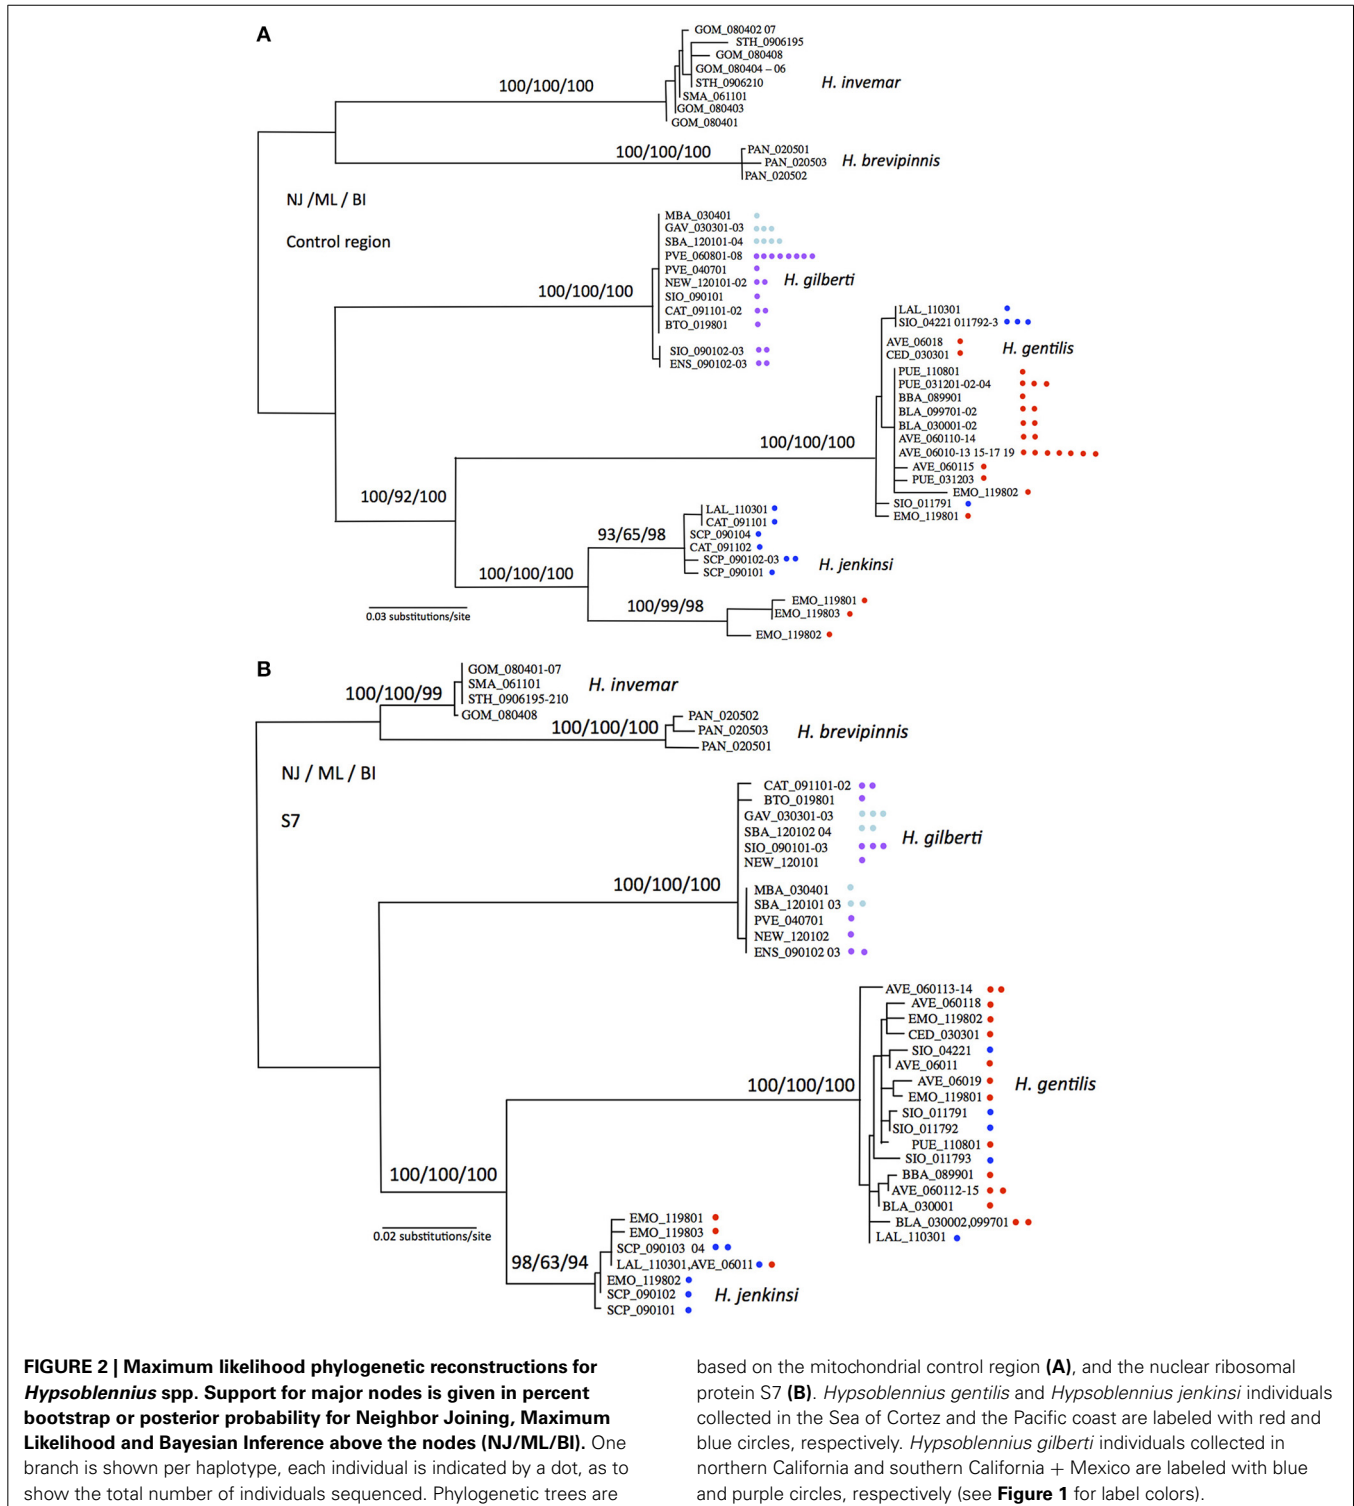 A
GOM_080402 07
STH_0906195
GOM_080408
GOM_080404 – 06
STH_0906210
SMA_061101
GOM_080403
GOM_080401
100/100/100
H. invemar
PAN_020501
PAN_020503
PAN_020502
100/100/100
H. brevipinnis
NJ /ML / BI
Control region
MBA_030401
GAV_030301-03
SBA_120101-04
PVE_060801-08
PVE_040701
NEW_120101-02
SIO_090101
CAT_091101-02
BTO_019801
SIO_090102-03
ENS_090102-03
100/100/100
H. gilberti
LAL_110301
SIO_04221 011792-3
AVE_06018
CED_030301
PUE_110801
PUE_031201-02-04
BBA_089901
BLA_099701-02
BLA_030001-02
AVE_060110-14
AVE_06010-13 15-17 19
AVE_060115
PUE_031203
EMO_119802
SIO_011791
EMO_119801
100/100/100
H. gentilis
100/92/100
LAL_110301
CAT_091101
SCP_090104
CAT_091102
SCP_090102-03
SCP_090101
93/65/98
H. jenkinsi
100/100/100
EMO_119801
EMO_119803
EMO_119802
100/99/98
0.03 substitutions/site
B
GOM_080401-07
SMA_061101
STH_0906195-210
GOM_080408
100/100/99
H. invemar
PAN_020502
PAN_020503
PAN_020501
100/100/100
H. brevipinnis
NJ / ML / BI
S7
CAT_091101-02
BTO_019801
GAV_030301-03
SBA_120102 04
SIO_090101-03
NEW_120101
MBA_030401
SBA_120101 03
PVE_040701
NEW_120102
ENS_090102 03
100/100/100
H. gilberti
AVE_060113-14
AVE_060118
EMO_119802
CED_030301
SIO_04221
AVE_06011
AVE_06019
EMO_119801
SIO_011791
SIO_011792
PUE_110801
SIO_011793
BBA_089901
AVE_060112-15
BLA_030001
BLA_030002,099701
LAL_110301
100/100/100
H. gentilis
100/100/100
0.02 substitutions/site
EMO_119801
EMO_119803
SCP_090103 04
LAL_110301,AVE_06011
EMO_119802
SCP_090102
SCP_090101
98/63/94
H. jenkinsi
FIGURE 2 | Maximum likelihood phylogenetic reconstructions for
Hypsoblennius spp. Support for major nodes is given in percent
bootstrap or posterior probability for Neighbor Joining, Maximum
Likelihood and Bayesian Inference above the nodes (NJ/ML/BI). One
branch is shown per haplotype, each individual is indicated by a dot, as to
show the total number of individuals sequenced. Phylogenetic trees are
based on the mitochondrial control region (A), and the nuclear ribosomal
protein S7 (B). Hypsoblennius gentilis and Hypsoblennius jenkinsi individuals
collected in the Sea of Cortez and the Pacific coast are labeled with red and
blue circles, respectively. Hypsoblennius gilberti individuals collected in
northern California and southern California + Mexico are labeled with blue
and purple circles, respectively (see Figure 1 for label colors).